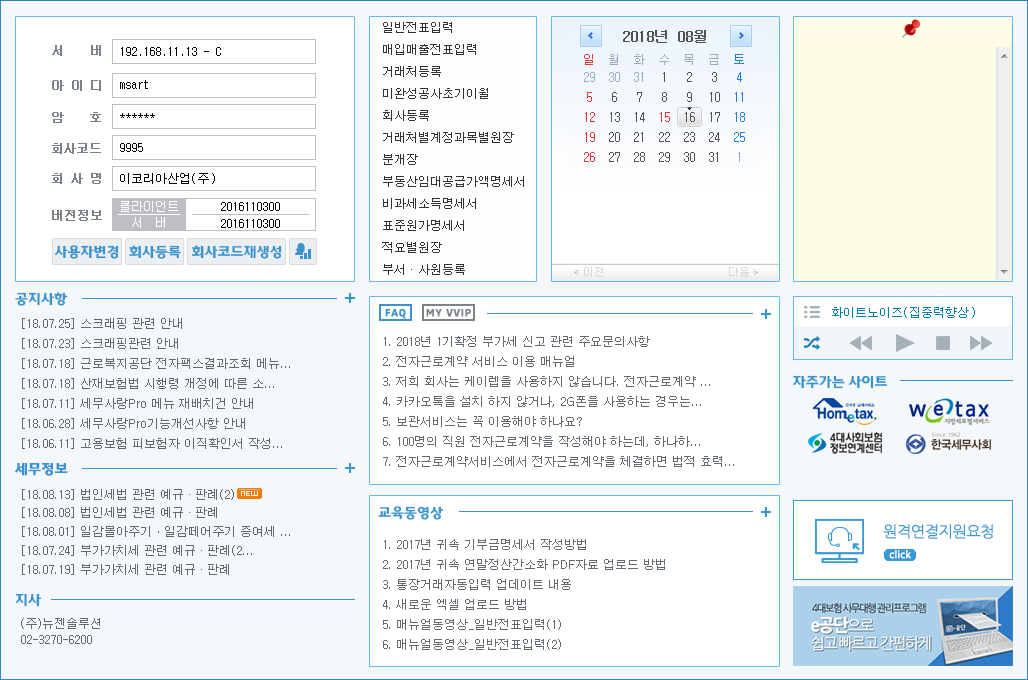 서 버 192.168.11.13 - C
아 이 디 msart
암 호 ******
회사코드 9995
회 사 명 이코리아산업(주)
버젼정보 클라이언트 2016110300
서 버 2016110300
사용자변경 회사등록 회사코드재생성
일반전표입력
매입매출전표입력
거래처등록
미완성공사초기이월
회사등록
거래처별계정과목별원장
분개장
부동산임대공급가액명세서
비과세소득명세서
표준원가명세서
적요별원장
부서ㆍ사원등록
2018년 08월
일 월 화 수 목 금 토
29 30 31 1 2 3 4
5 6 7 8 9 10 11
12 13 14 15 16 17 18
19 20 21 22 23 24 25
26 27 28 29 30 31 1
< 이전 다음 >
공지사항 +
[18.07.25] 스크래핑 관련 안내
[18.07.23] 스크래핑관련 안내
[18.07.18] 근로복지공단 전자팩스결과조회 메뉴...
[18.07.18] 산재보험법 시행령 개정에 따른 소...
[18.07.11] 세무사랑Pro 메뉴 재배치건 안내
[18.06.28] 세무사랑Pro기능개선사항 안내
[18.06.11] 고용보험 피보험자 이직확인서 작성...
세무정보 +
[18.08.13] 법인세법 관련 예규ㆍ판례(2) NEW
[18.08.08] 법인세법 관련 예규ㆍ판례
[18.08.01] 일감몰아주기ㆍ일감떼어주기 증여세 ...
[18.07.24] 부가가치세 관련 예규ㆍ판례(2...
[18.07.19] 부가가치세 관련 예규ㆍ판례
지사
(주)뉴젠솔루션
02-3270-6200
FAQ MY VVIP +
1. 2018년 1기확정 부가세 신고 관련 주요문의사항
2. 전자근로계약 서비스 이용 매뉴얼
3. 저희 회사는 케이렙을 사용하지 않습니다. 전자근로계약 ...
4. 카카오톡을 설치 하지 않거나, 2G폰을 사용하는 경우는...
5. 보관서비스는 꼭 이용해야 하나요?
6. 100명의 직원 전자근로계약을 작성해야 하는데, 하나하...
7. 전자근로계약서비스에서 전자근로계약을 체결하면 법적 효력...
교육동영상 +
1. 2017년 귀속 기부금명세서 작성방법
2. 2017년 귀속 연말정산간소화 PDF자료 업로드 방법
3. 통장거래자동입력 업데이트 내용
4. 새로운 엑셀 업로드 방법
5. 매뉴얼동영상_일반전표입력(1)
6. 매뉴얼동영상_일반전표입력(2)
화이트노이즈(집중력향상)
자주가는 사이트
Hometax.
wetax
지방세포털서비스
4대사회보험
정보연계센터
Since 1962
한국세무사회
원격연결지원요청
click
4대보험 사무대행 관리프로그램
e공단으로
쉽고 빠르고 간편하게
e-공단